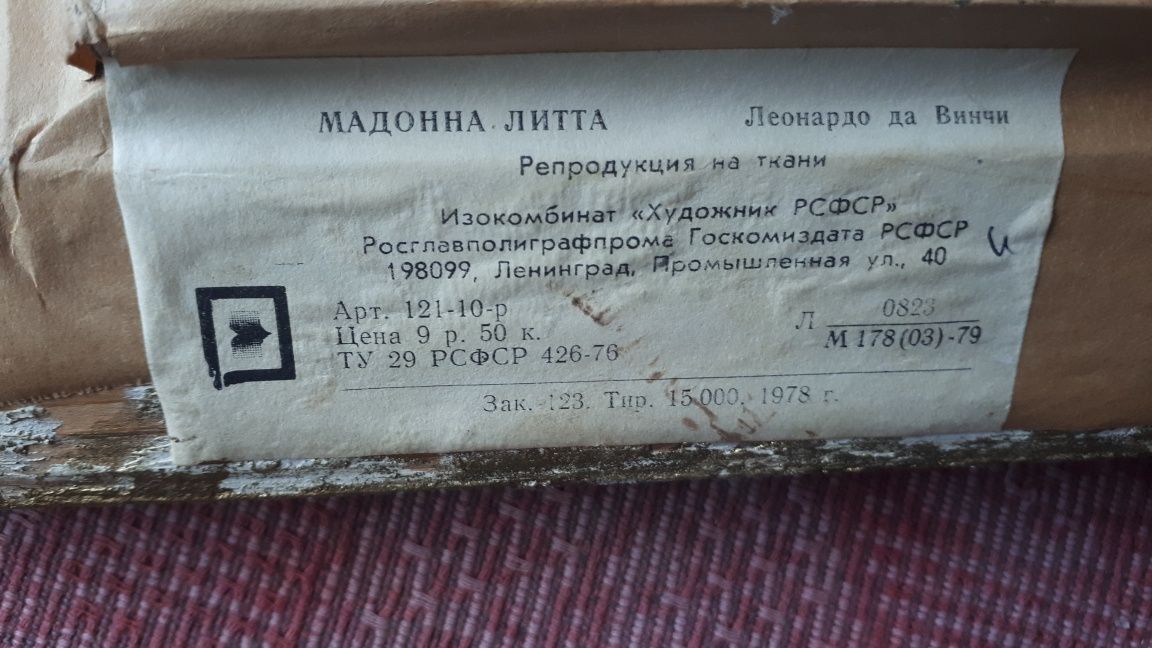 МАДОННА ЛИТТА Леонардо да Винчи
Репродукция на ткани
Изокомбинат «Художник РСФСР»
Росглавполиграфпрома Госкомиздата РСФСР
198099, Ленинград, Промышленная ул., 40
Арт. 121-10-р
Цена 9 р. 50 к.
ТУ 29 РСФСР 426-76
Л 0823
М 178(03)-79
Зак. 123. Тир. 15 000. 1978 г.